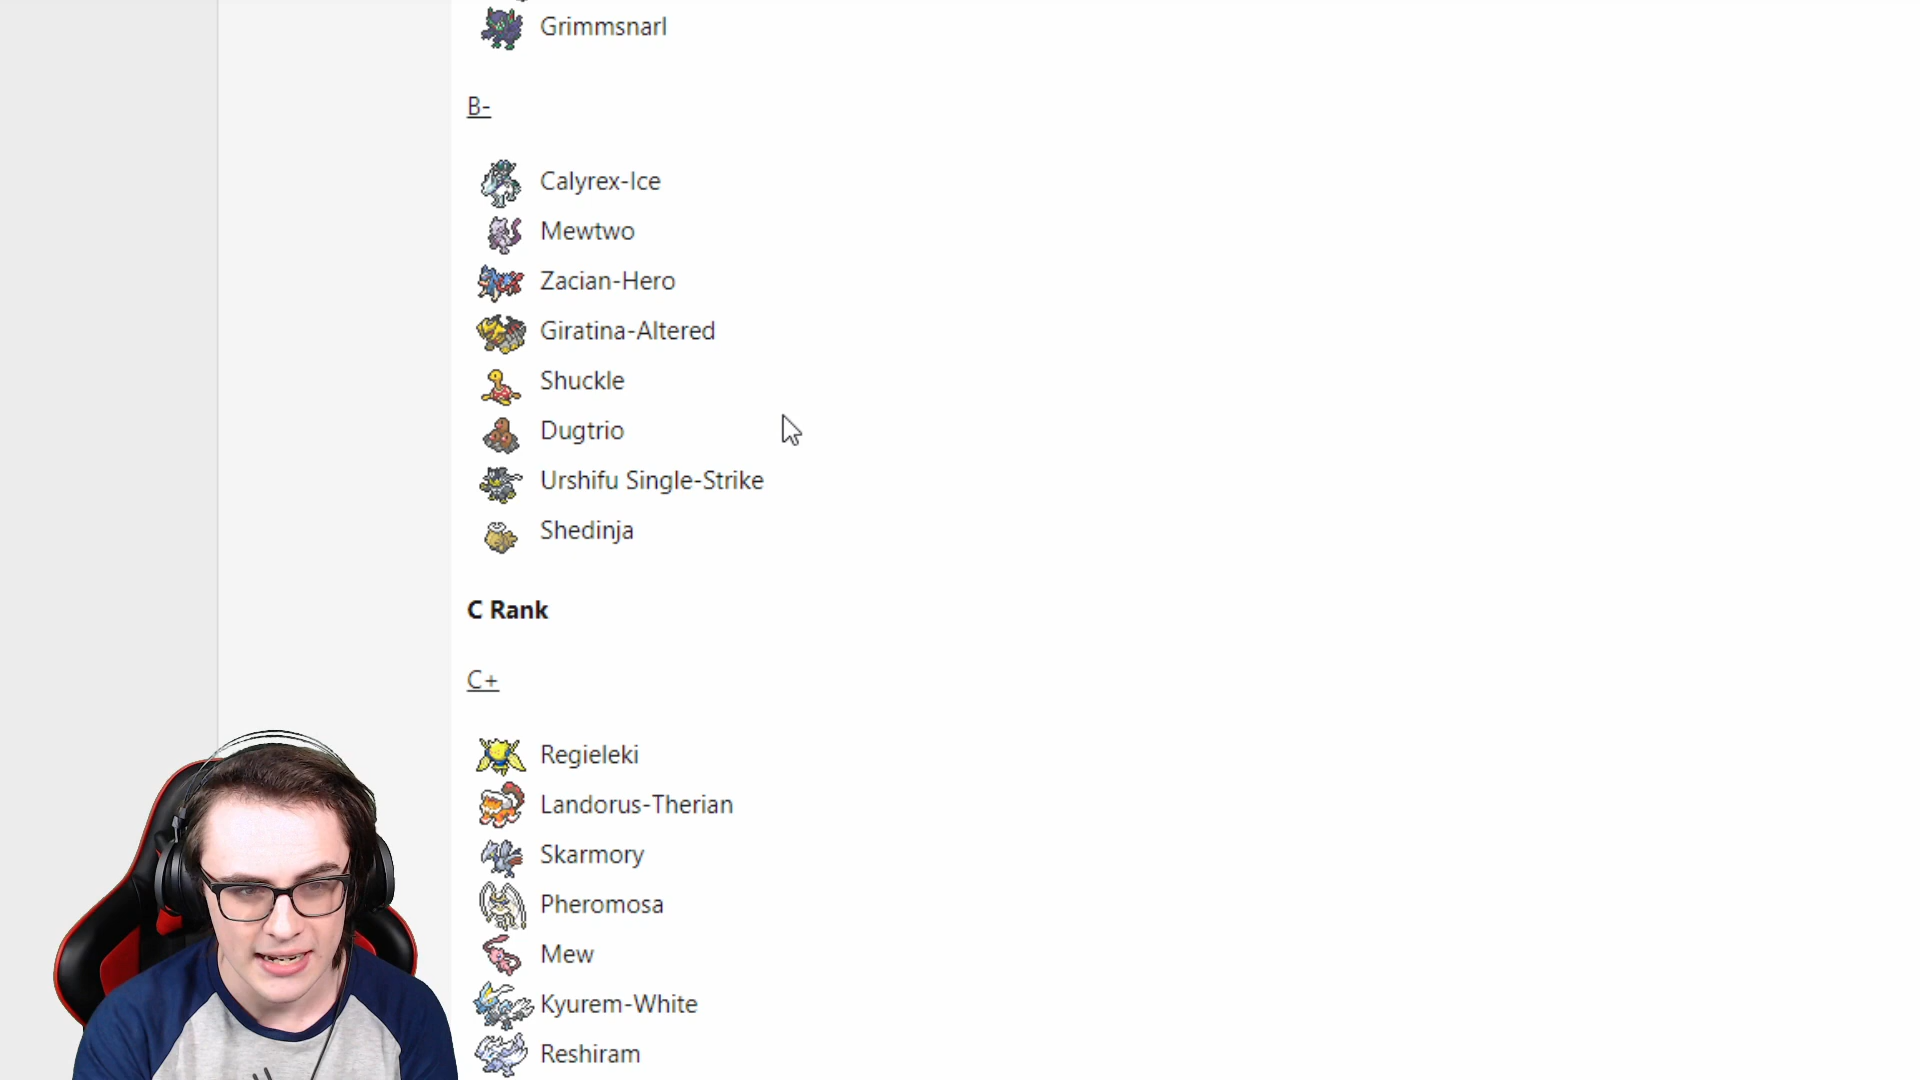 Grimmsnarl
B-
Calyrex-Ice
Mewtwo
Zacian-Hero
Giratina-Altered
Shuckle
Dugtrio
Urshifu Single-Strike
Shedinja
C Rank
C+
Regieleki
Landorus-Therian
Skarmory
Pheromosa
Mew
Kyurem-White
Reshiram